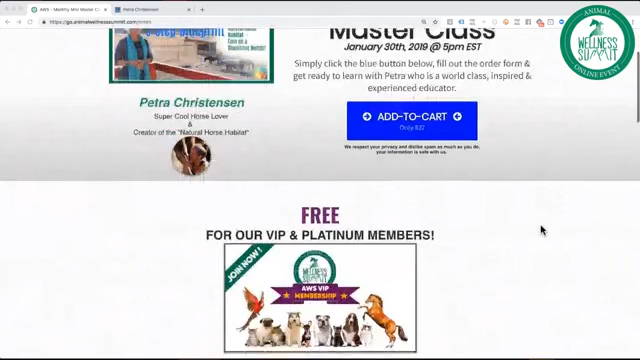 AWS - Monthly Mini Master Cl
Petra Christensen
https://go.animalwellnesssummit.com/mmm
Master Class
January 30th, 2019 @ 5pm EST
Simply click the blue button below, fill out the order form &
get ready to learn with Petra who is a world class, inspired &
experienced educator.
ADD-TO-CART
Only $27
We respect your privacy and dislike spam as much as you do,
your information is safe with us.
Habitat
Petra Christensen
Super Cool Horse Lover
&
Creator of the "Natural Horse Habitat"
FREE
FOR OUR VIP & PLATINUM MEMBERS!
JOIN NOW!
WELLNESS
SUMMIT
AWS VIP
MEMBERSHIP
ANIMAL
WELLNESS
SUMMIT
ONLINE EVENT